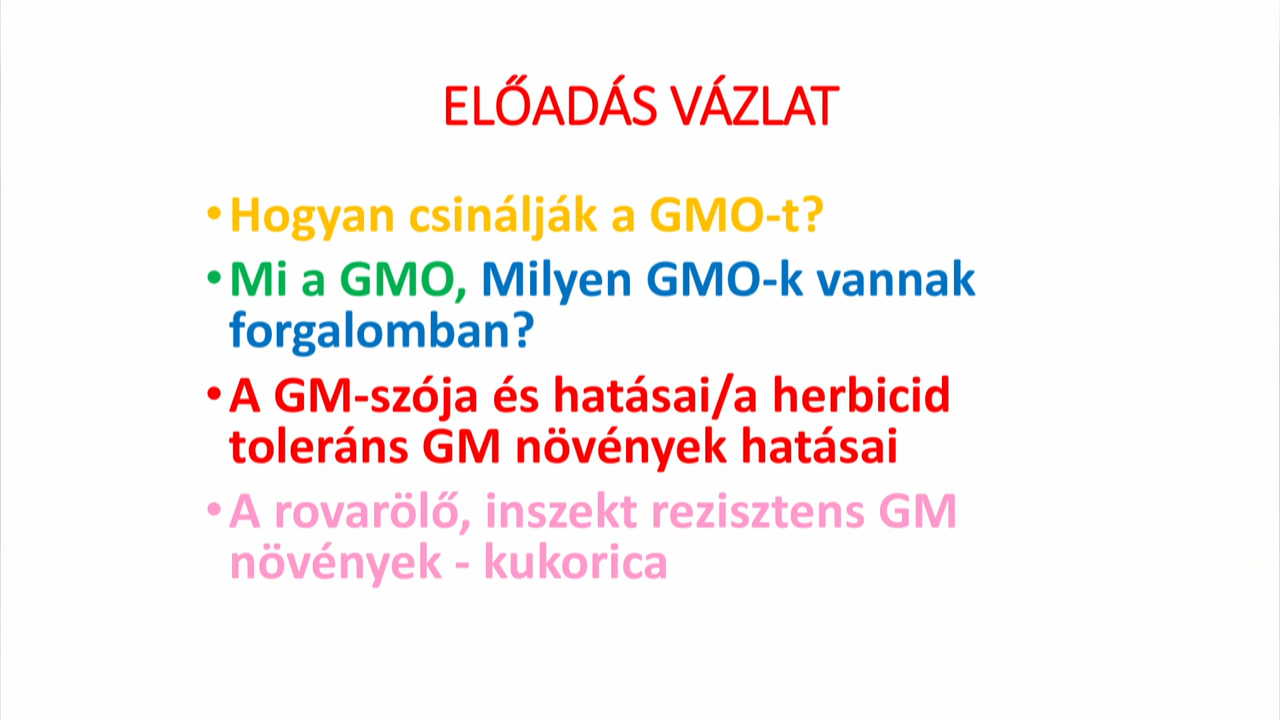 ELŐADÁS VÁZLAT
•Hogyan csinálják a GMO-t?
•Mi a GMO, Milyen GMO-k vannak
forgalomban?
•A GM-szója és hatásai/a herbicid
toleráns GM növények hatásai
•A rovarölő, inszekt rezisztens GM
növények - kukorica